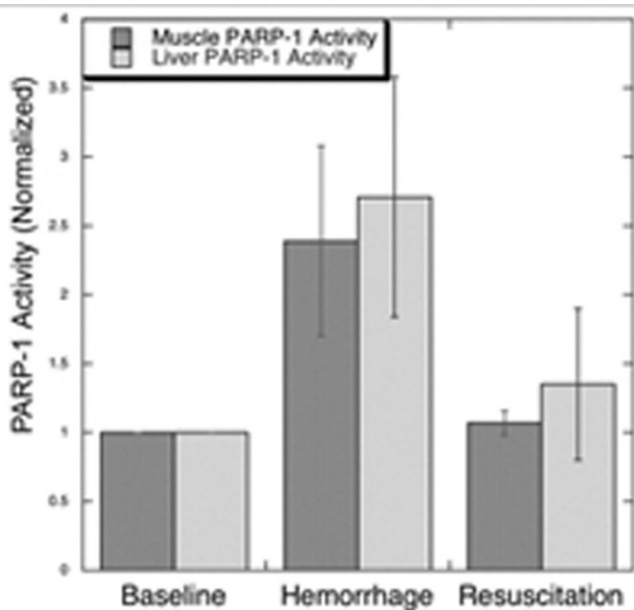 4
Muscle PARP-1 Activity
Liver PARP-1 Activity
3.5
3
2.5
2
1.5
1
0.5
0
PARP-1 Activity (Normalized)
Baseline Hemorrhage Resuscitation